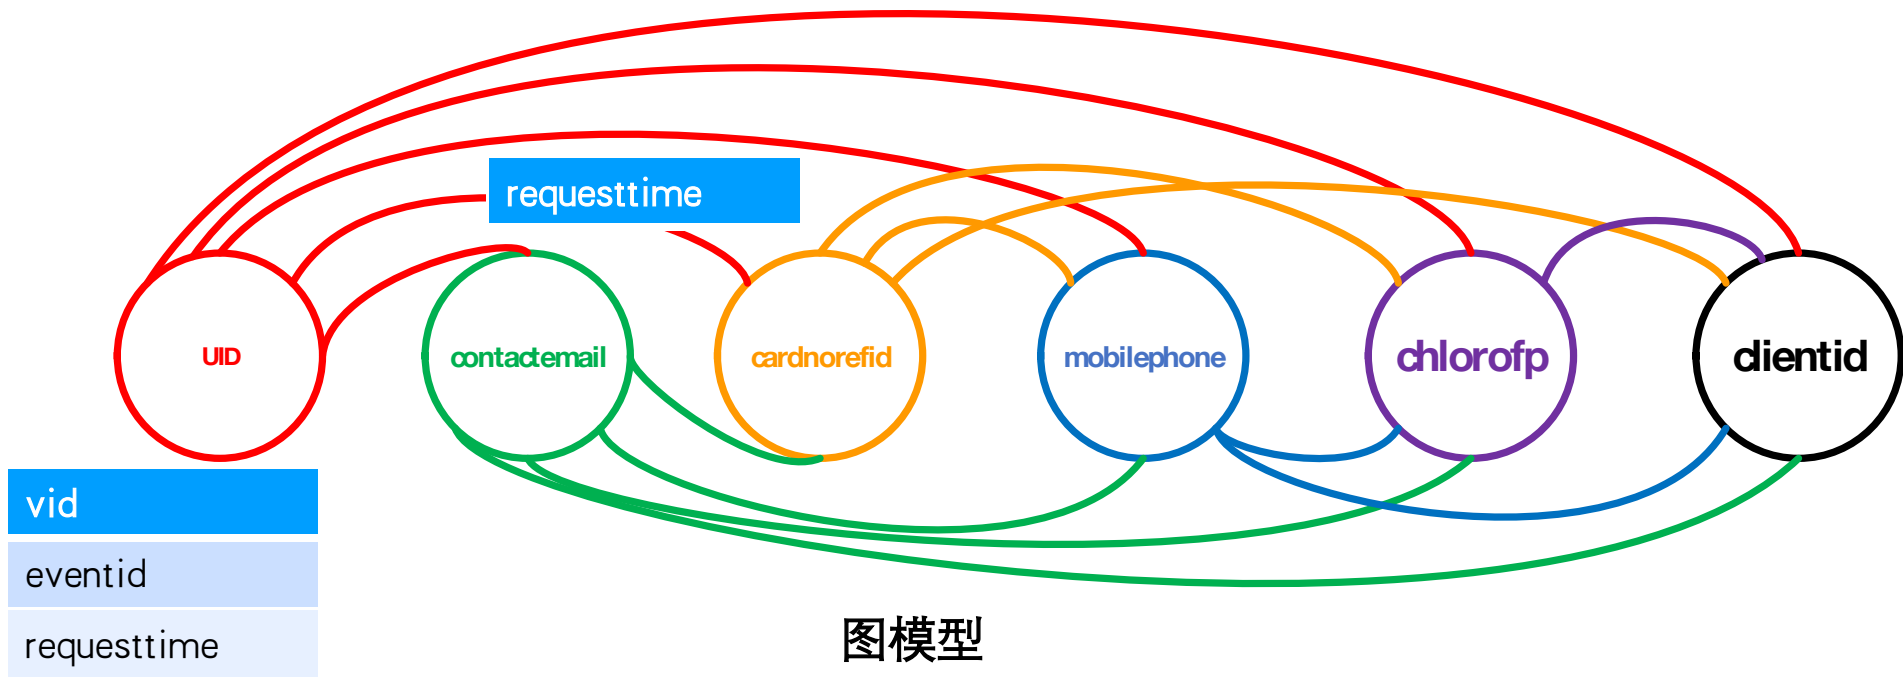 requesttime
UID
contactemail
cardnorefid
mobilephone
chlorofp
clientid
vid
eventid
requesttime
图模型